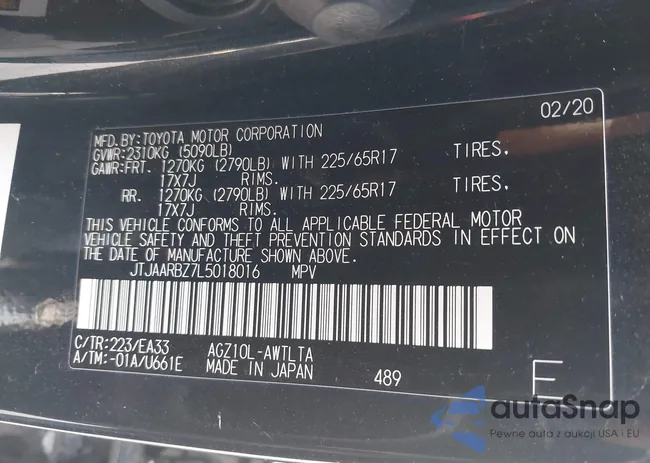 02/20
MFD.BY:TOYOTA MOTOR CORPORATION
GVWR:2310KG (5090LB)
GAWR:FRT. 1270KG (2790LB) WITH 225/65R17 TIRES,
17X7J RIMS.
RR. 1270KG (2790LB) WITH 225/65R17 TIRES,
17X7J RIMS.
THIS VEHICLE CONFORMS TO ALL APPLICABLE FEDERAL MOTOR
VEHICLE SAFETY AND THEFT PREVENTION STANDARDS IN EFFECT ON
THE DATE OF MANUFACTURE SHOWN ABOVE.
JTJAARBZ7L5018016 MPV
C/TR:223/EA33 AGZ10L-AWTLTA
A/TM:-01A/U661E MADE IN JAPAN 489 E
autaSnap
Pewne auta z aukcji USA i EU